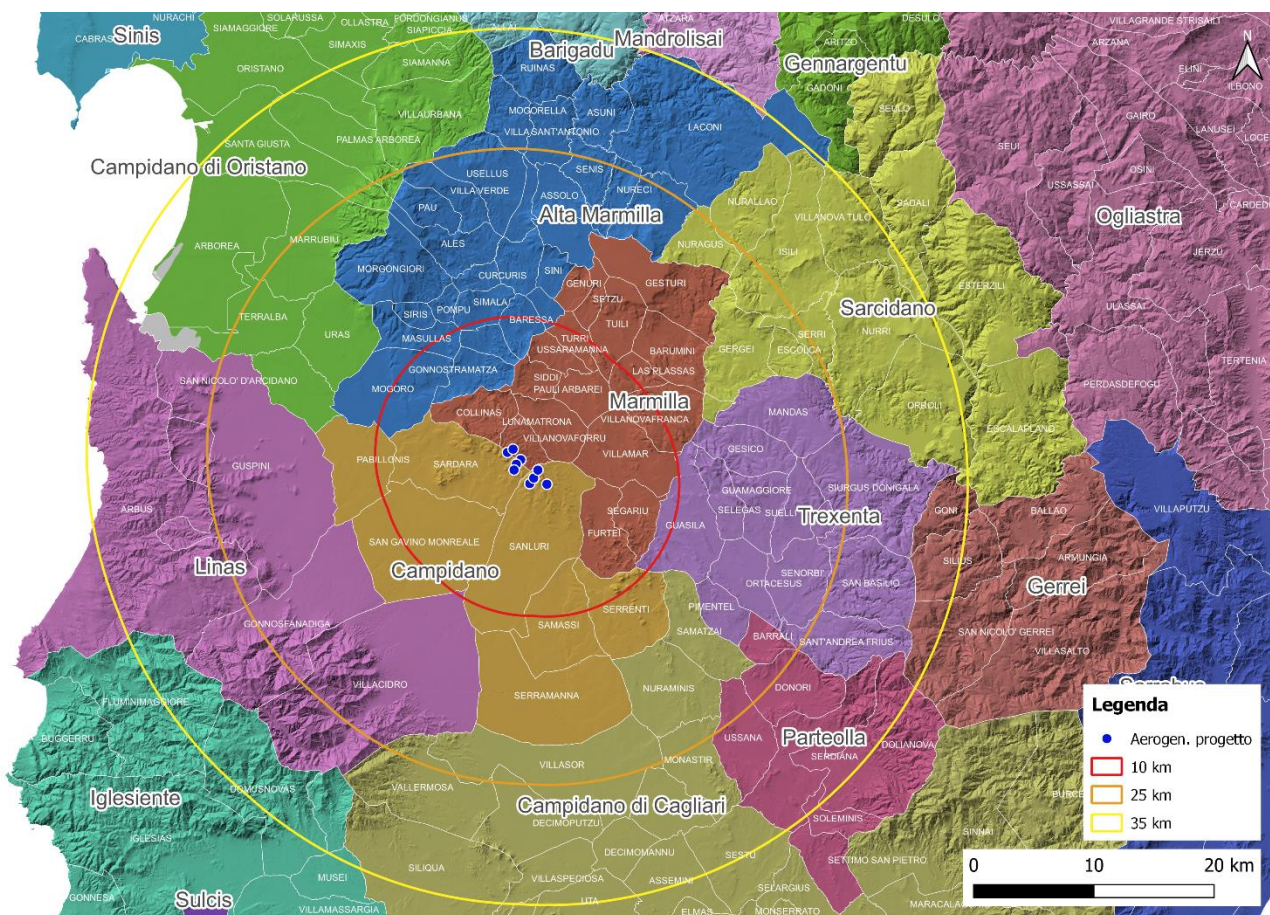 NURACHI
SOLARUSSA
OLLASTRA
FORDONGIANUS
SIAPICCIA
ATZARA
DESULO
VILLAGRANDE STRISAILI
CABRAS
Sinis
SIAMAGGIORE
SIMAXIS
Barigadu
Mandrolisai
ARITZO
ARZANA
N
ORISTANO
SIAMANNA
RUINAS
Gennargentu
GADONI
ELINI
ILBONO
VILLAURBANA
MOGORELLA
ASUNI
SEULO
GAIRO
LANUSEI
LACONI
VILLA SANT'ANTONIO
PALMAS ARBOREA
SANTA GIUSTA
SEUI
OSINI
Campidano di Oristano
USELLUS
SENIS
VILLA VERDE
ASSOLO
NURECI
USSASSAI
SADALI
CARDEDU
PAU
Alta Marmilla
NURALLAO
VILLANOVA TULO
Ogliastra
ARBOREA
MARRUBIU
ALES
NURAGUS
ISILI
JERZU
MORGONGIORI
CURCURIS
SINI
GENURI
GESTURI
ESTERZILI
SIMALA
SETZU
Sarcidano
ULASSAI
TERRALBA
SIRIS
POMPU
BARESSA
TUILI
URAS
MASULLAS
TURRI
SERRI
NURRI
USSARAMANNA
BARUMINI
GERGEI
ESCOLCA
TERTENIA
GONNOSTRAMATZA
LAS PLASSAS
PERDASDEFOGU
SAN NICOLO' D'ARCIDANO
MOGORO
SIDDI
PAULI ARBAREI
Marmilla
ORROLI
COLLINAS
LUNAMATRONA
VILLANOVAFRANCA
MANDAS
ESCALAPLANO
VILLANOVAFORRU
PABILLONIS
SARDARA
VILLAMAR
GESICO
GUSPINI
GUAMAGGIORE
SIURGUS DONIGALA
GONI
BALLAO
VILLAPUTZU
ARBUS
SEGARIU
SELEGAS
SUELLI
Trexenta
GUASILA
FURTEI
SAN GAVINO MONREALE
SANLURI
ARMUNGIA
SILIUS
Linas
Campidano
SENORBI
ORTACESUS
SAN BASILIO
Gerrei
SERRENTI
PIMENTEL
GONNOSFANADIGA
SAMASSI
SAMATZAI
BARRALI
SANT'ANDREA FRIUS
SAN NICOLO' GERREI
VILLASALTO
VILLACIDRO
SERRAMANNA
NURAMINIS
DONORI
FLUMINIMAGGIORE
BUGGERRU
USSANA
Parteolla
DOLIANOVA
SERDIANA
VILLASOR
MONASTIR
Iglesiente
DOMUSNOVAS
VALLERMOSA
Campidano di Cagliari
DECIMOPUTZU
SOLEMINIS
IGLESIAS
SINNAI
DECIMOMANNU
SESTU
SETTIMO SAN PIETRO
SILIQUA
MUSEI
VILLASPECIOSA
ASSEMINI
SELARGIUS
GONNESA
Sulcis
VILLAMASSARGIA
UTA
ELMAS
MONSERRATO
Legenda
Aerogen. progetto
10 km
25 km
35 km
0 10 20 km